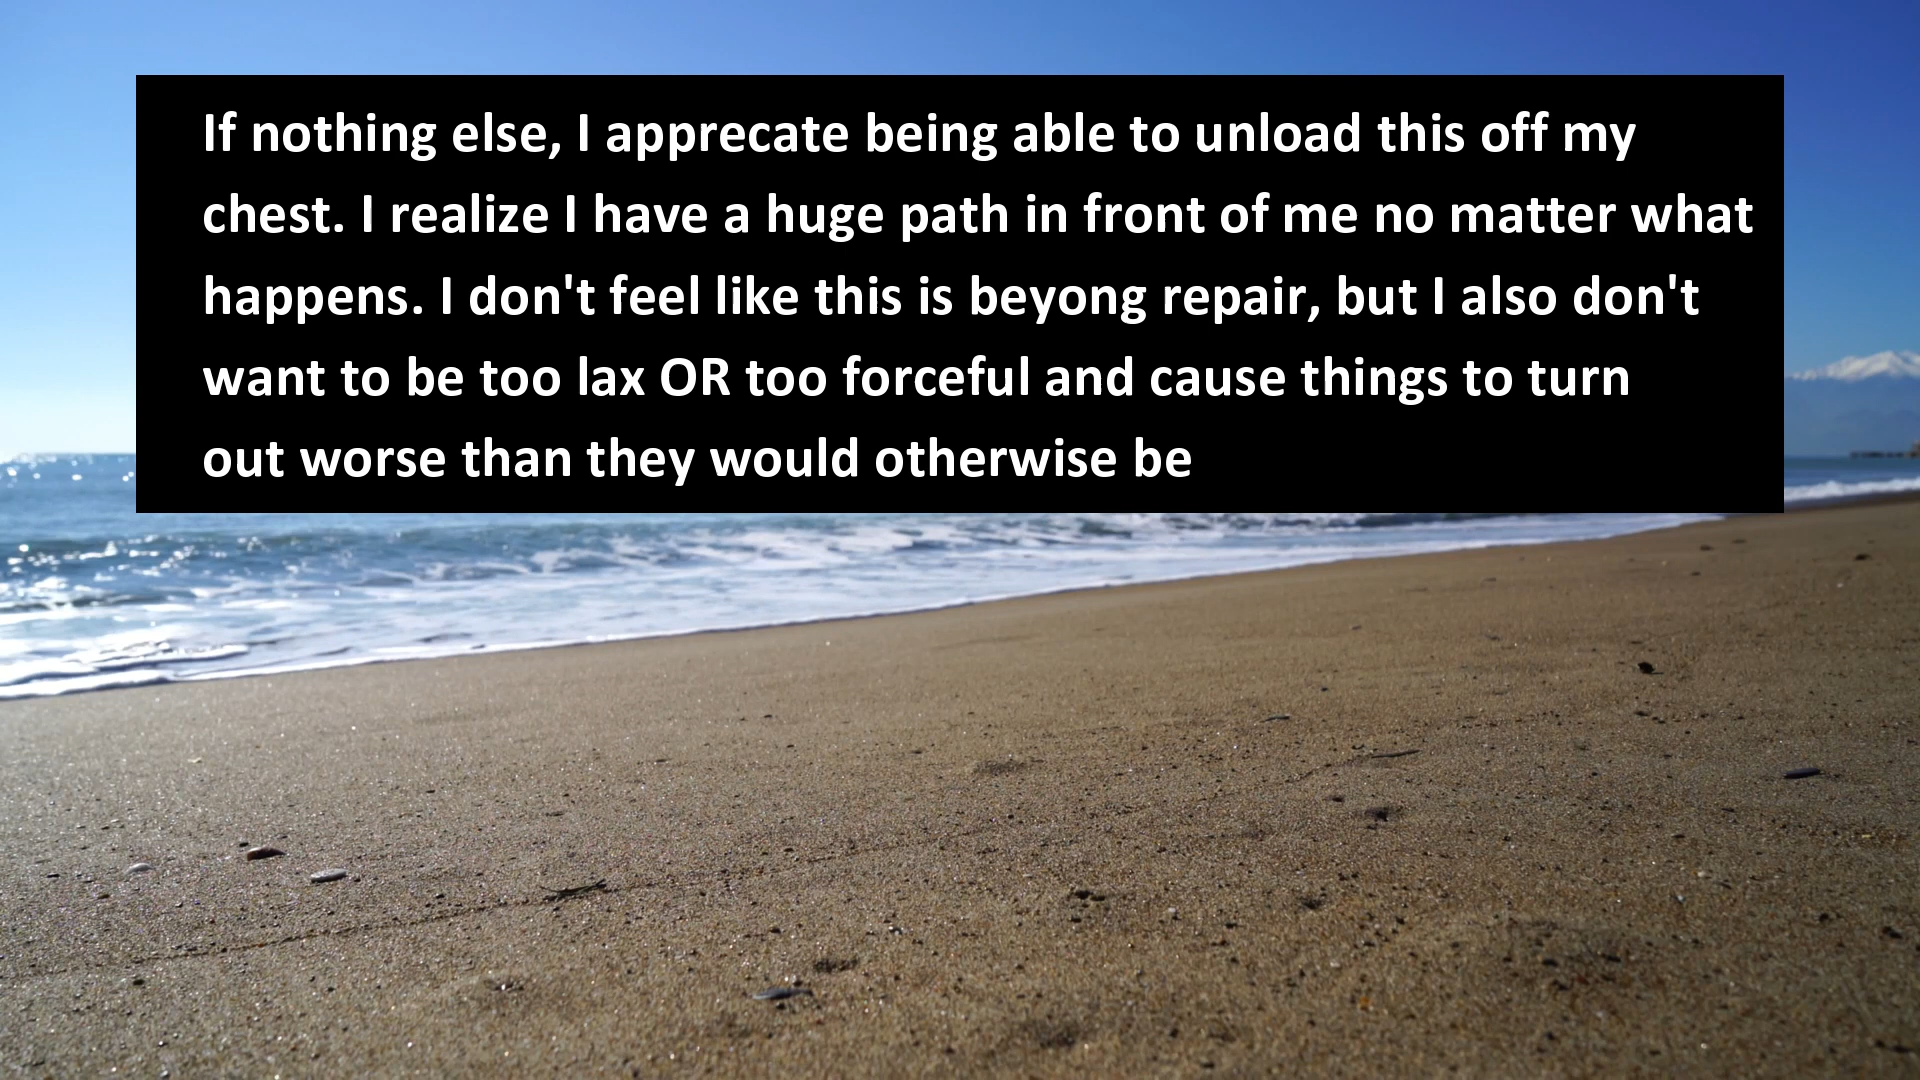 If nothing else, I apprecate being able to unload this off my
chest. I realize I have a huge path in front of me no matter what
happens. I don't feel like this is beyong repair, but I also don't
want to be too lax OR too forceful and cause things to turn
out worse than they would otherwise be